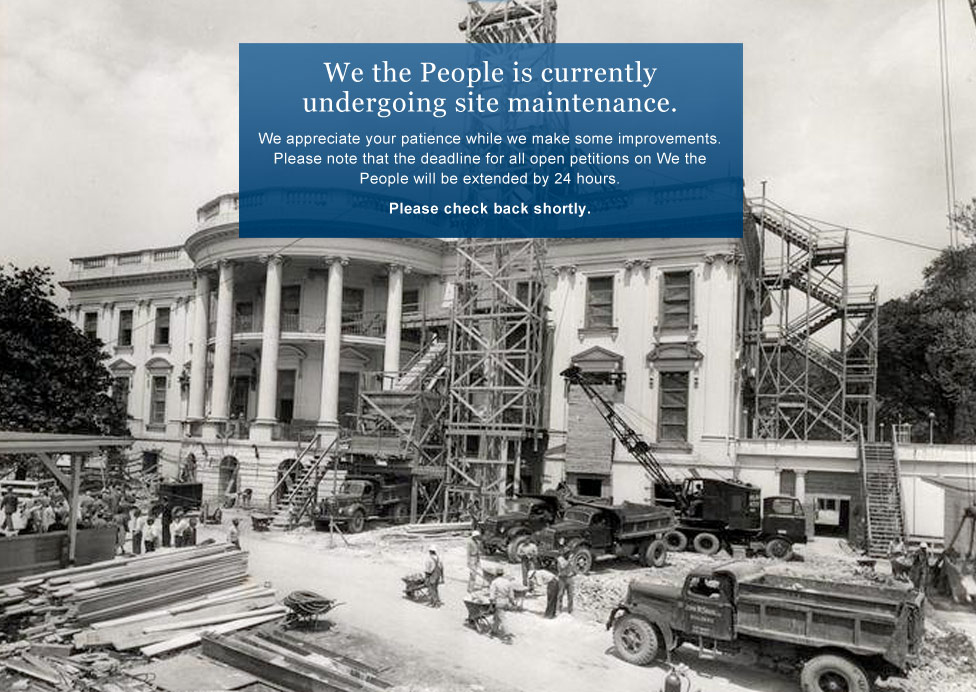 We the People is currently
undergoing site maintenance.
We appreciate your patience while we make some improvements.
Please note that the deadline for all open petitions on We the
People will be extended by 24 hours.
Please check back shortly.